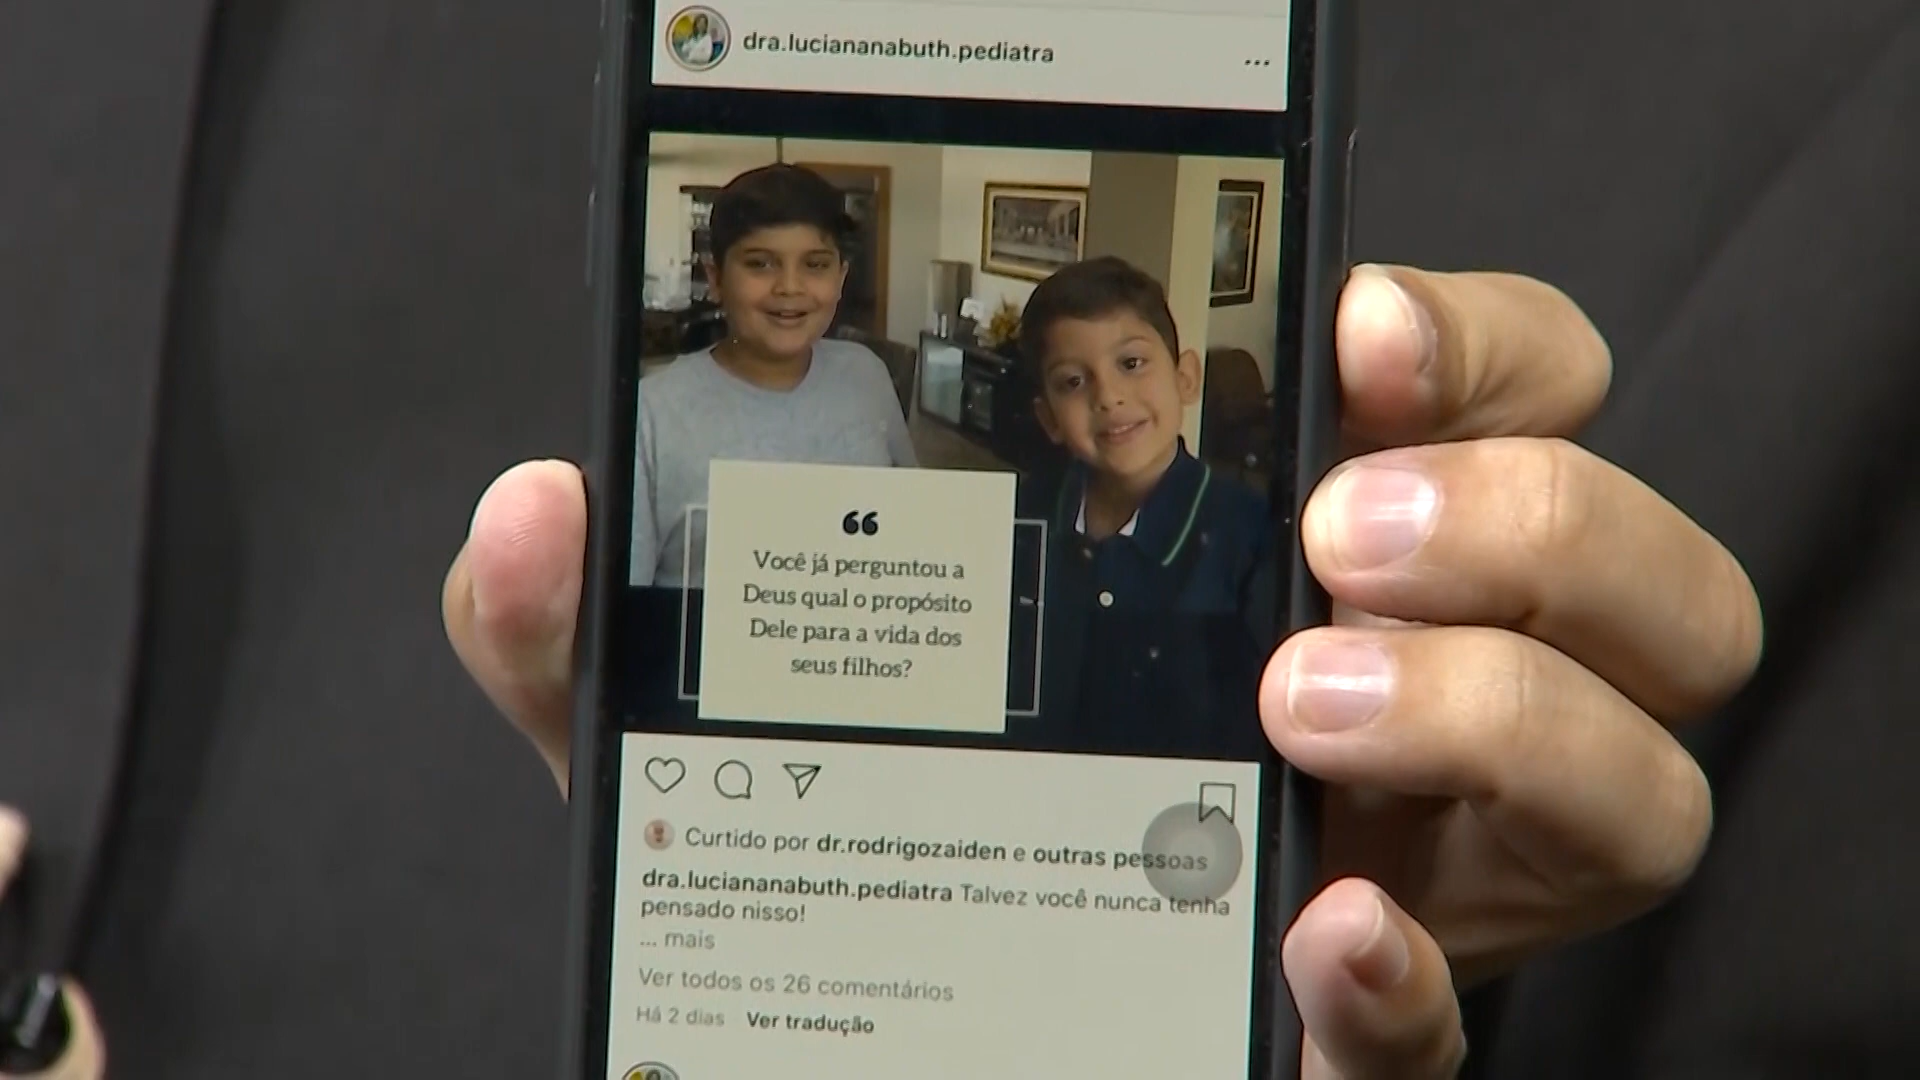 dra.luciananabuth.pediatra
...
“
Você já perguntou a
Deus qual o propósito
Dele para a vida dos
seus filhos?
Curtido por dr.rodrigozaiden e outras pessoas
dra.luciananabuth.pediatra Talvez você nunca tenha
pensado nisso!
... mais
Ver todos os 26 comentários
Há 2 dias Ver tradução